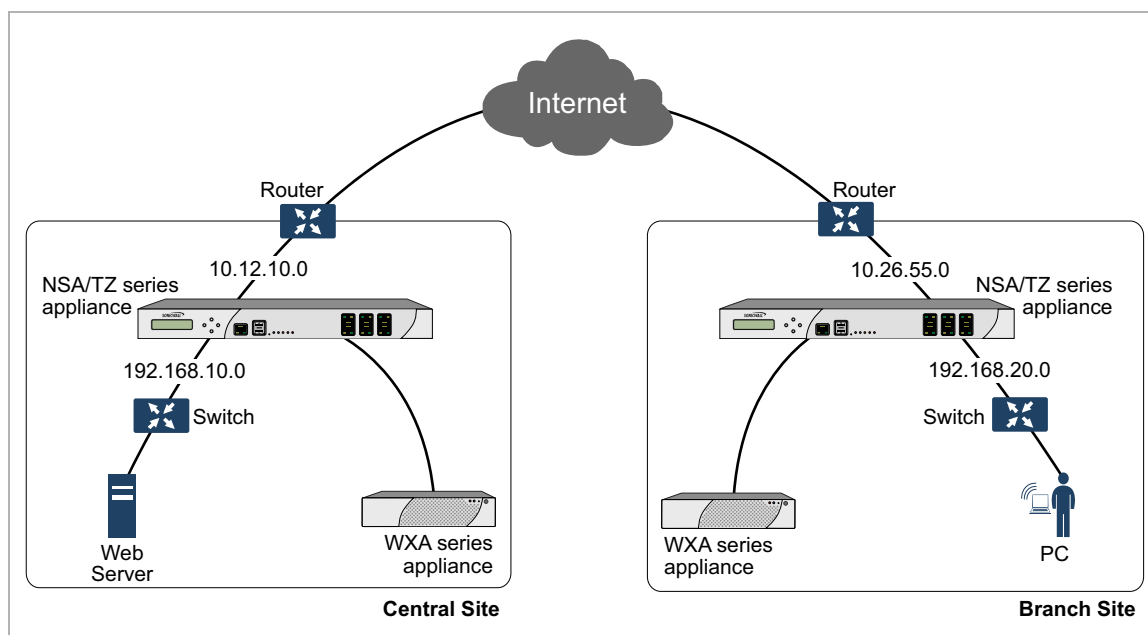 Internet
Router
Router
10.12.10.0
10.26.55.0
NSA/TZ series
appliance
NSA/TZ series
appliance
SONICWALL
SONICWALL
192.168.10.0
192.168.20.0
Switch
Switch
Web
Server
WXA series
appliance
WXA series
appliance
PC
Central Site
Branch Site